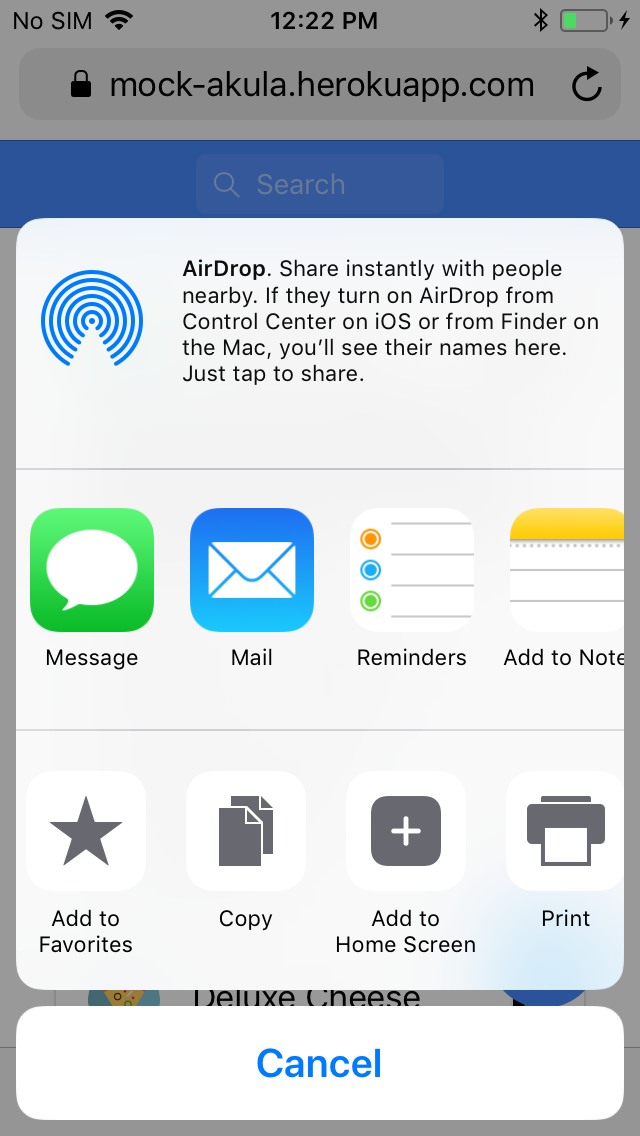 No SIM 12:22 PM
mock-akula.herokuapp.com
Search
AirDrop. Share instantly with people
nearby. If they turn on AirDrop from
Control Center on iOS or from Finder on
the Mac, you’ll see their names here.
Just tap to share.
Message Mail Reminders Add to Note
Add to
Favorites
Copy
Add to
Home Screen
Print
Deluxe Cheese
Cancel